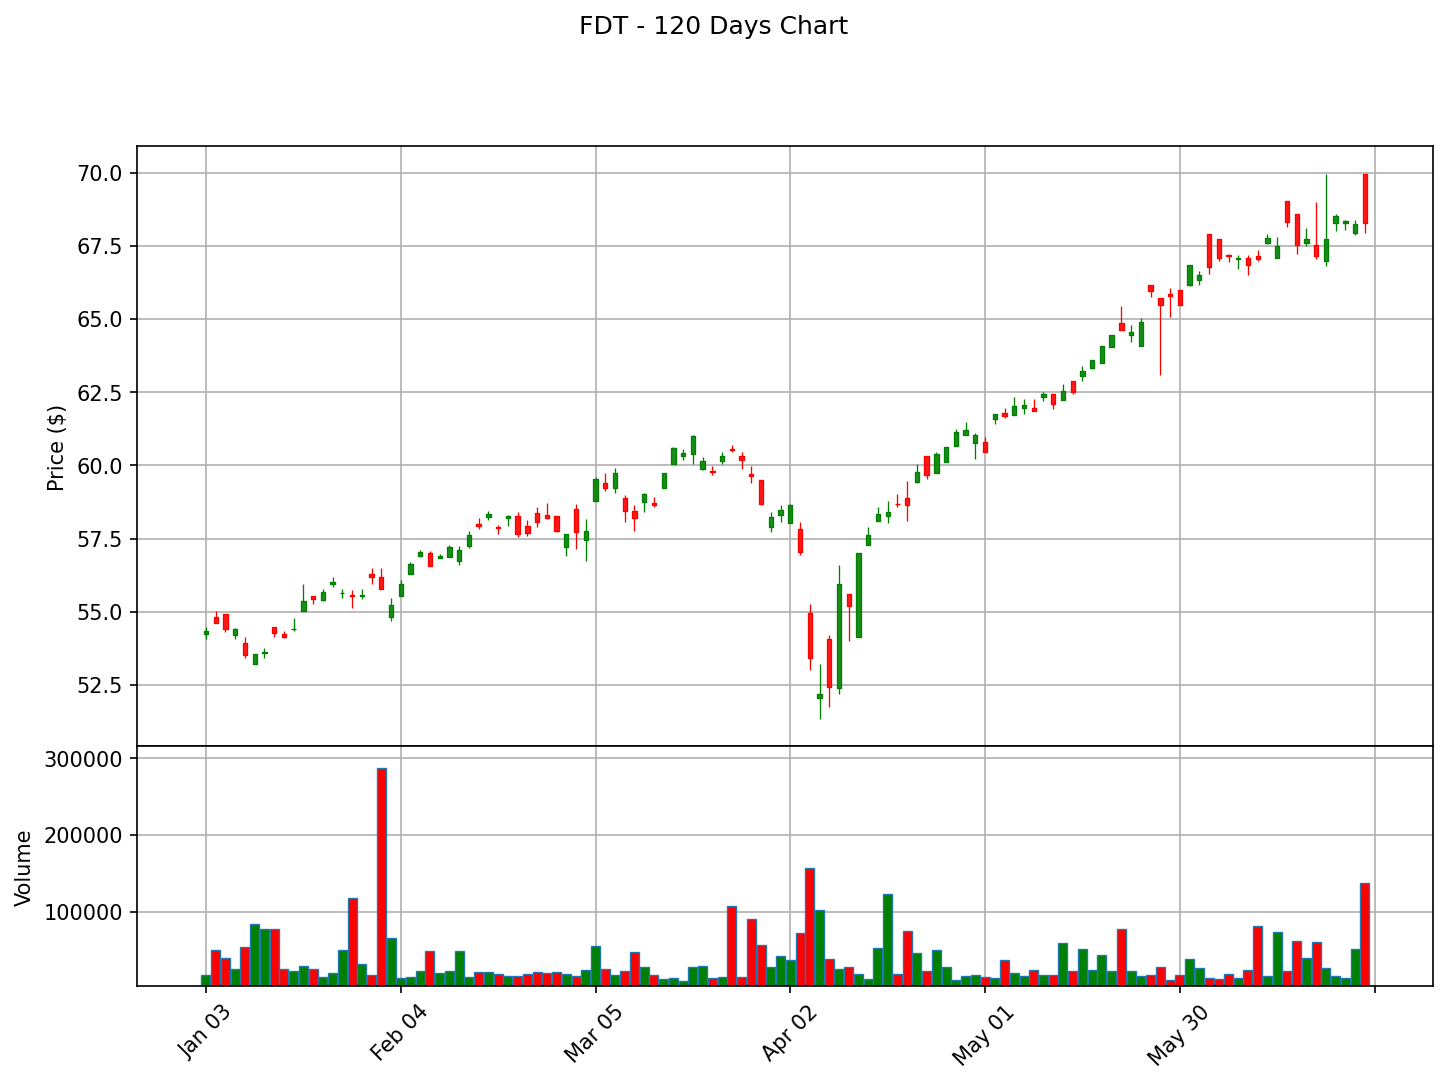 FDT - 120 Days Chart
Price ($)
70.0
67.5
65.0
62.5
60.0
57.5
55.0
52.5
Volume
300000
200000
100000
Jan 03
Feb 04
Mar 05
Apr 02
May 01
May 30